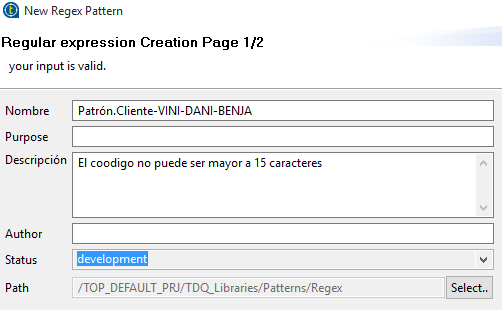 New Regex Pattern
Regular expression Creation Page 1/2
your input is valid.
Nombre Patrón.Cliente-VINI-DANI-BENJA
Purpose
Descripción El coodigo no puede ser mayor a 15 caracteres
Author
Status development
Path /TOP_DEFAULT_PRJ/TDQ_Libraries/Patterns/Regex Select..